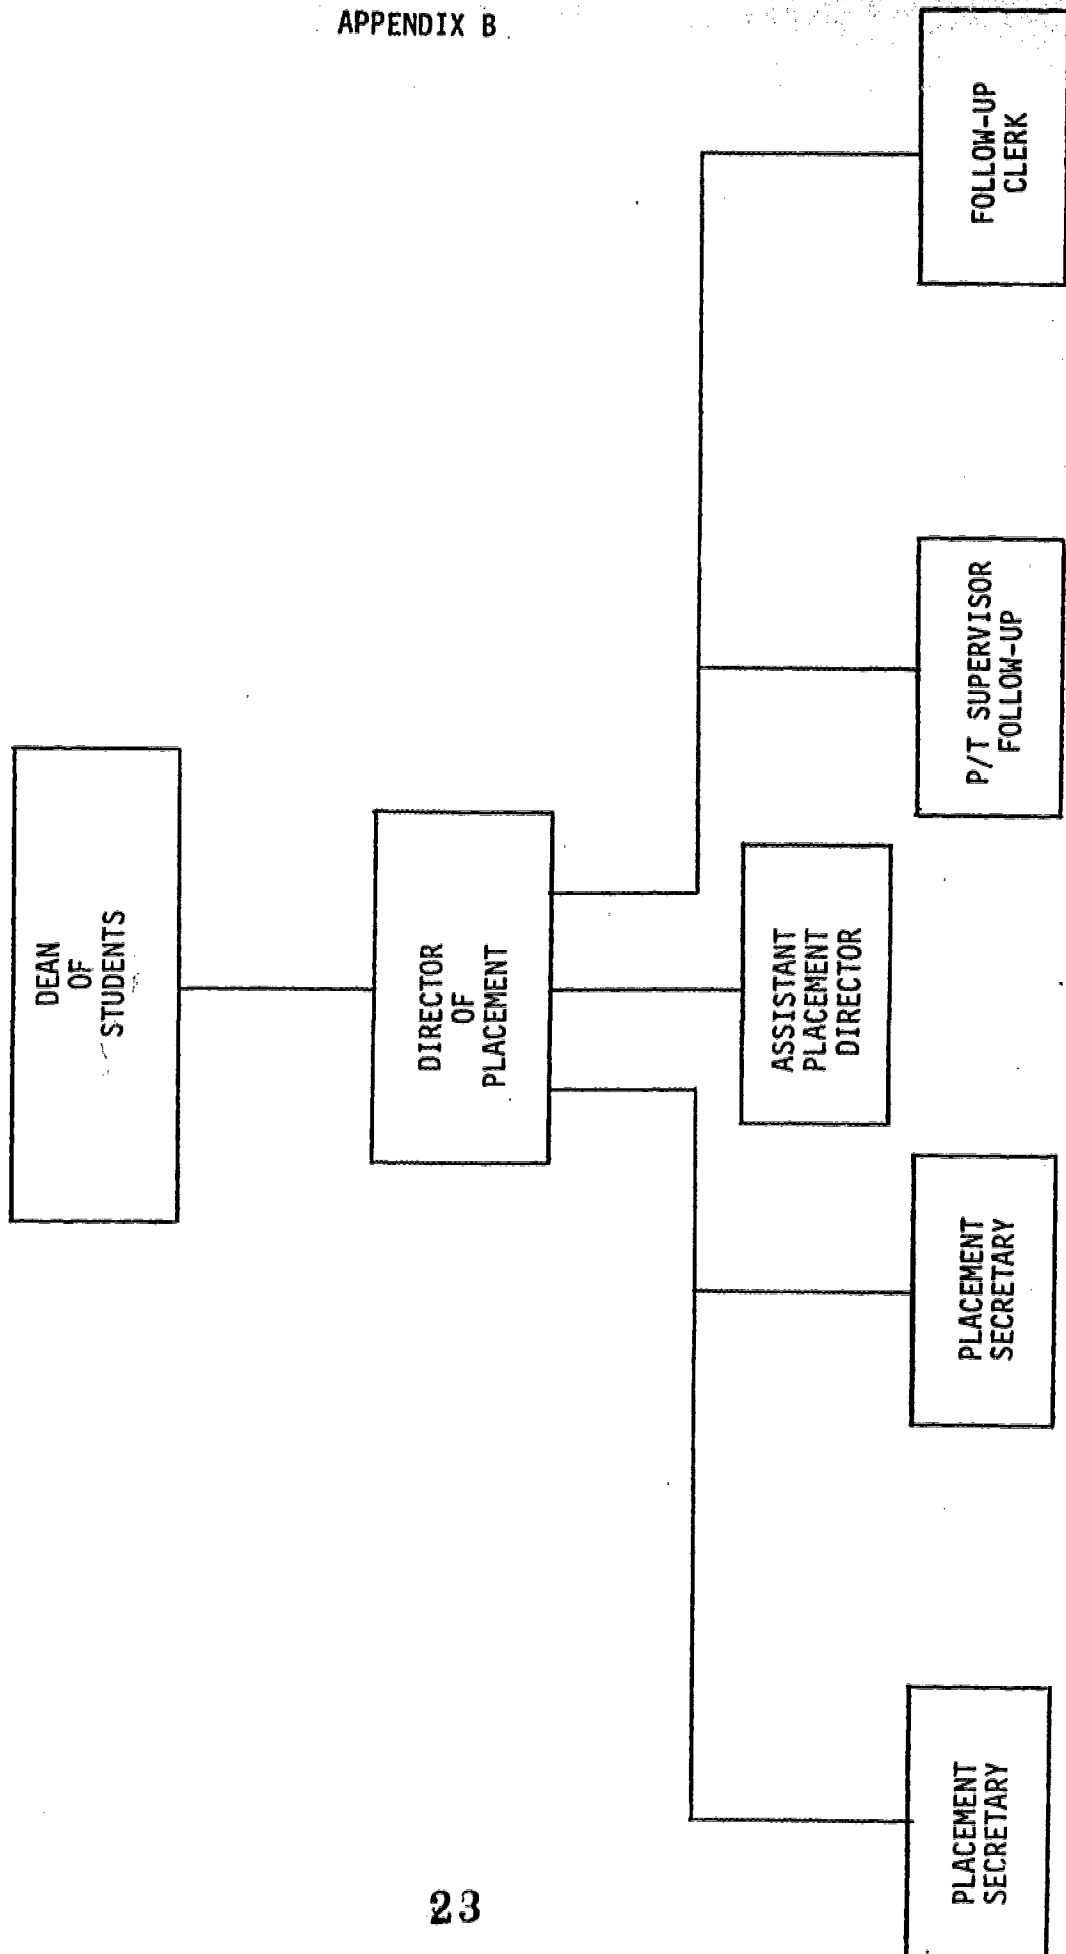 APPENDIX B
DEAN
OF
STUDENTS
DIRECTOR
OF
PLACEMENT
ASSISTANT
PLACEMENT
DIRECTOR
PLACEMENT
SECRETARY
PLACEMENT
SECRETARY
P/T SUPERVISOR
FOLLOW-UP
FOLLOW-UP
CLERK
23